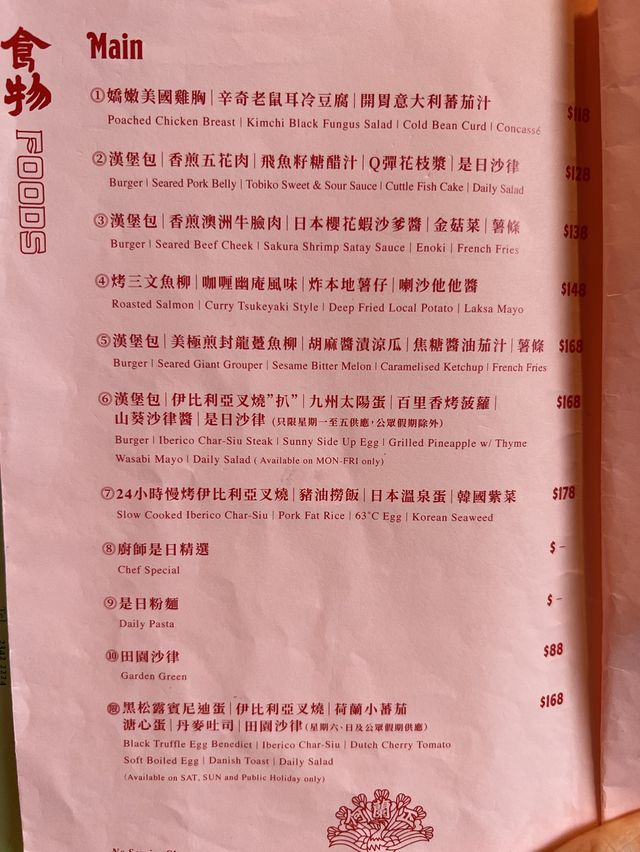 食物
FOODS
Main
①嬌嫩美國雞胸|辛奇老鼠耳冷豆腐|開胃意大利蕃茄汁 $118
Poached Chicken Breast | Kimchi Black Fungus Salad | Cold Bean Curd | Concassé
②漢堡包|香煎五花肉|飛魚籽糖醋汁|Q彈花枝漿|是日沙律 $128
Burger | Seared Pork Belly | Tobiko Sweet & Sour Sauce | Cuttle Fish Cake | Daily Salad
③漢堡包|香煎澳洲牛臉肉|日本櫻花蝦沙爹醬|金菇菜|薯條 $138
Burger | Seared Beef Cheek | Sakura Shrimp Satay Sauce | Enoki | French Fries
④烤三文魚柳|咖喱幽庵風味|炸本地薯仔|喇沙他他醬 $148
Roasted Salmon | Curry Tsukeyaki Style | Deep Fried Local Potato | Laksa Mayo
⑤漢堡包|美極煎封龍躉魚柳|胡麻醬漬涼瓜|焦糖醬油茄汁|薯條 $168
Burger | Seared Giant Grouper | Sesame Bitter Melon | Caramelised Ketchup | French Fries
⑥漢堡包|伊比利亞叉燒”扒”|九州太陽蛋|百里香烤菠蘿| $168
山葵沙律醬|是日沙律 (只限星期一至五供應，公眾假期除外)
Burger | Iberico Char-Siu Steak | Sunny Side Up Egg | Grilled Pineapple w/ Thyme
Wasabi Mayo | Daily Salad ( Available on MON-FRI only)
⑦24小時慢烤伊比利亞叉燒|豬油撈飯|日本溫泉蛋|韓國紫菜 $178
Slow Cooked Iberico Char-Siu | Pork Fat Rice | 63˚C Egg | Korean Seaweed
⑧廚師是日精選 $ –
Chef Special
⑨是日粉麵 $ –
Daily Pasta
⑩田園沙律 $88
Garden Green
限 黑松露賓尼迪蛋|伊比利亞叉燒|荷蘭小蕃茄 $168
溏心蛋|丹麥吐司|田園沙律 (星期六、日及公眾假期供應)
Black Truffle Egg Benedict | Iberico Char-Siu | Dutch Cherry Tomato
Soft Boiled Egg | Danish Toast | Daily Salad
(Available on SAT, SUN and Public Holiday only)